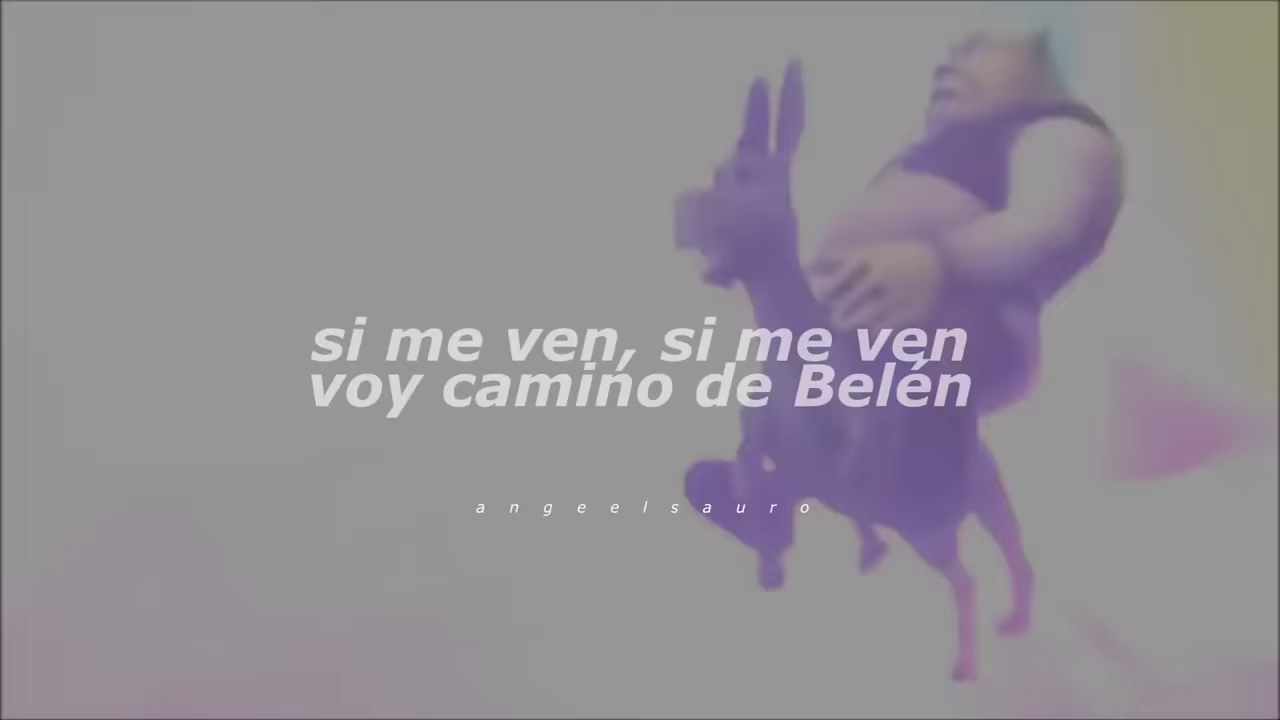 si me ven, si me ven
voy camino de Belén
a n g e e l s a u r o